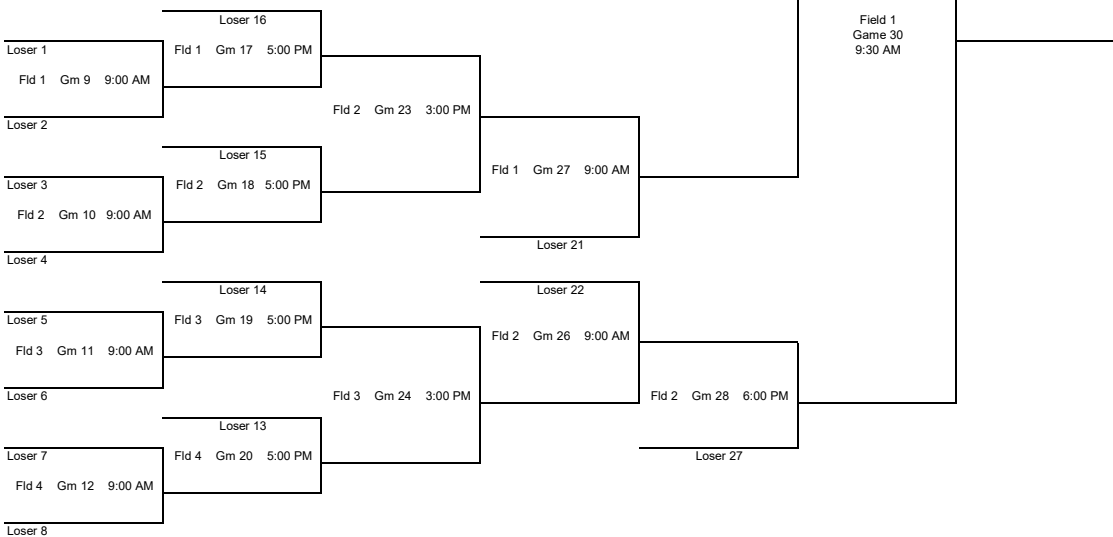 Loser 16
Field 1
Game 30
9:30 AM
Loser 1
Fld 1 Gm 17 5:00 PM
Fld 1 Gm 9 9:00 AM
Fld 2 Gm 23 3:00 PM
Loser 2
Loser 15
Fld 1 Gm 27 9:00 AM
Loser 3
Fld 2 Gm 18 5:00 PM
Fld 2 Gm 10 9:00 AM
Loser 21
Loser 4
Loser 14
Loser 22
Loser 5
Fld 3 Gm 19 5:00 PM
Fld 2 Gm 26 9:00 AM
Fld 3 Gm 11 9:00 AM
Loser 6
Fld 3 Gm 24 3:00 PM
Fld 2 Gm 28 6:00 PM
Loser 13
Loser 7
Fld 4 Gm 20 5:00 PM
Loser 27
Fld 4 Gm 12 9:00 AM
Loser 8